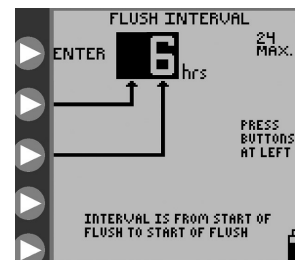 FLUSH INTERVAL
ENTER 6 hrs
24
MAX.
PRESS
BUTTONS
AT LEFT
INTERVAL IS FROM START OF
FLUSH TO START OF FLUSH